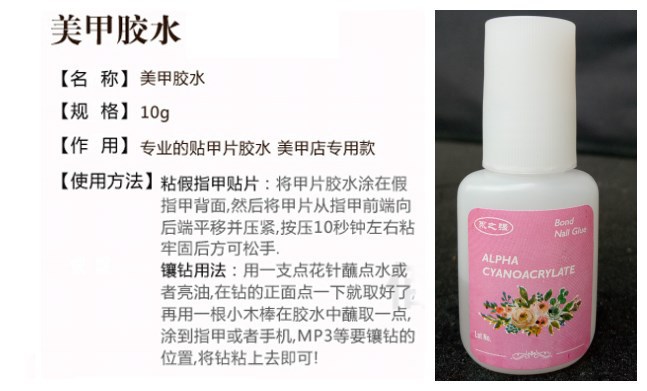 美甲胶水
【名 称】美甲胶水
【规 格】10g
【作 用】专业的贴甲片胶水 美甲店专用款
【使用方法】粘假指甲贴片：将甲片胶水涂在假
指甲背面,然后将甲片从指甲前端向
后端平移并压紧,按压10秒钟左右粘
牢固后方可松手.
镶钻用法：用一支点花针蘸点水或
者亮油,在钻的正面点一下就取好了
再用一根小木棒在胶水中蘸取一点,
涂到指甲或者手机,MP3等要镶钻的
位置,将钻粘上去即可!
Bond
Nail Glue
ALPHA
CYANOACRYLATE
Lot No.